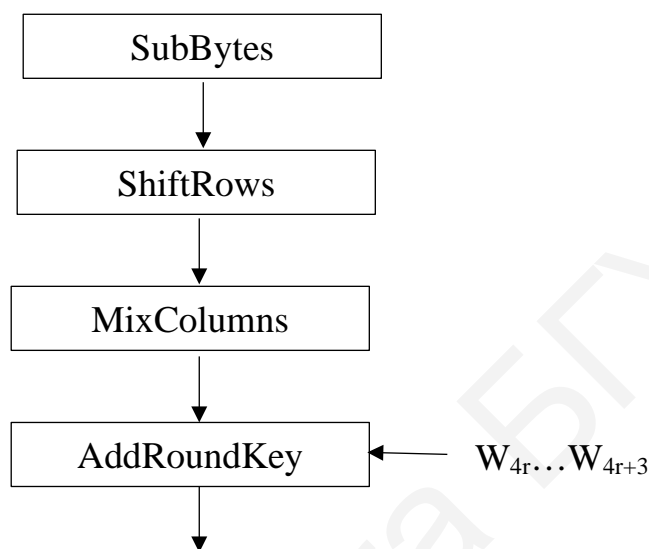 SubBytes
ShiftRows
MixColumns
AddRoundKey
W₄ᵣ…W₄ᵣ₊₃